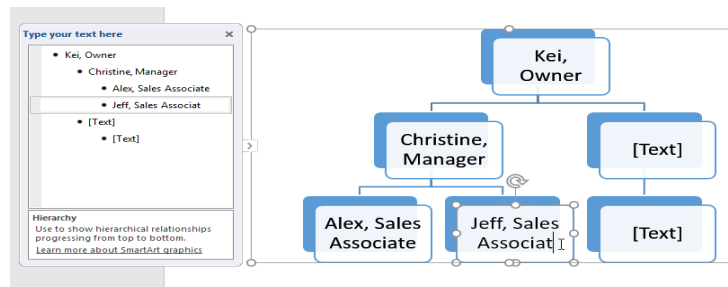 Type your text here
Kei, Owner
Christine, Manager
Alex, Sales Associate
Jeff, Sales Associat
[Text]
[Text]
Hierarchy
Use to show hierarchical relationships
progressing from top to bottom.
Learn more about SmartArt graphics
Kei,
Owner
Christine,
Manager
[Text]
Alex, Sales
Associate
Jeff, Sales
Associat
[Text]